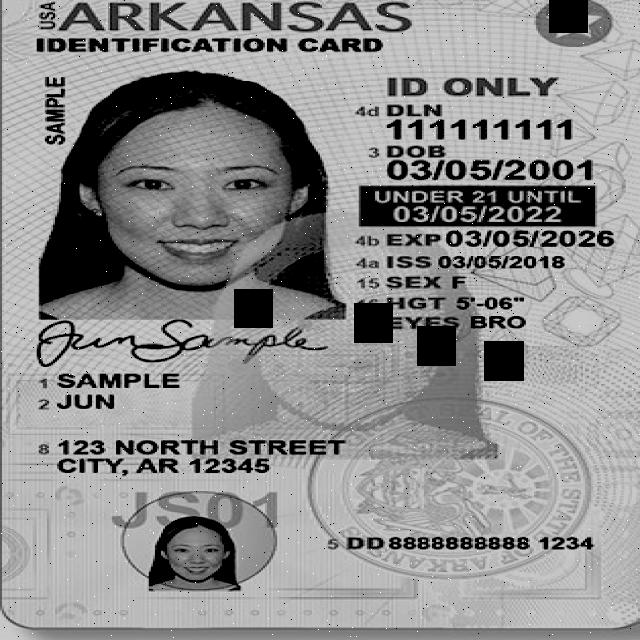 USA ARKANSAS
IDENTIFICATION CARD
SAMPLE
ID ONLY
4d DLN
111111111
3 DOB
03/05/2001
UNDER 21 UNTIL
03/05/2022
4b EXP 03/05/2026
4a ISS 03/05/2018
15 SEX F
HGT 5'-06"
EYES BRO
Jun Sample
1 SAMPLE
2 JUN
8 123 NORTH STREET
CITY, AR 12345
JS01
SEAL OF THE STATE
5 DD 8888888888 1234